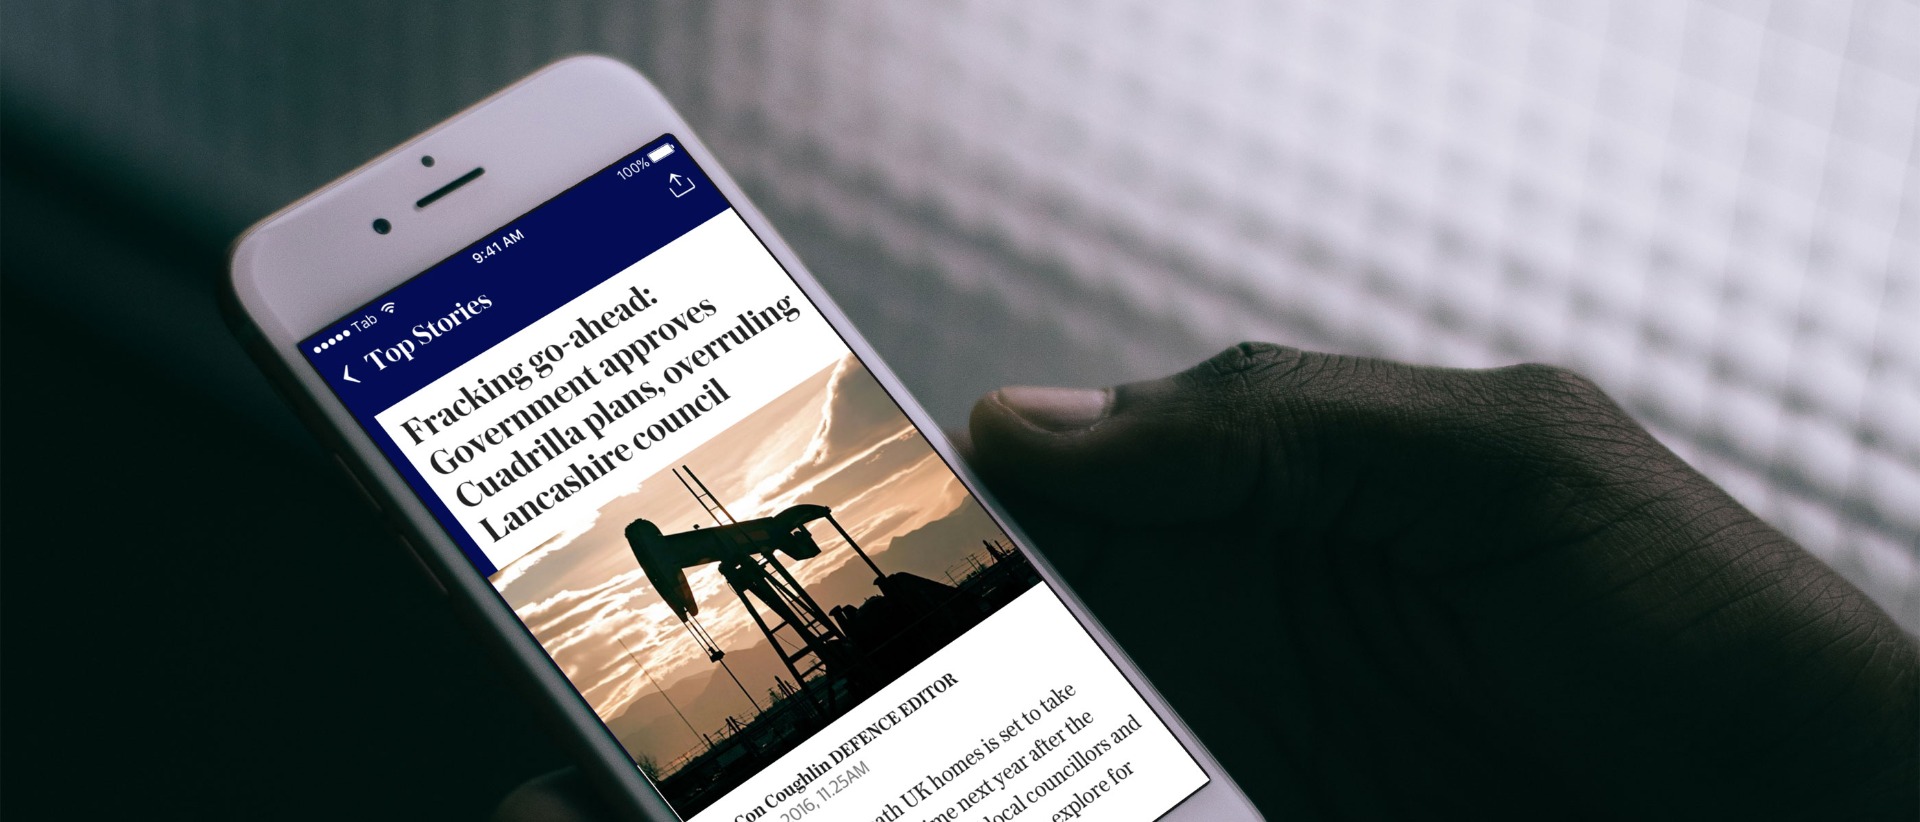 Tab 9:41 AM 100%
Top Stories
Fracking go-ahead:
Government approves
Cuadrilla plans, overruling
Lancashire council
Con Coughlin DEFENCE EDITOR
2016, 11.25AM
UK homes is set to take
next year after the
local councillors and
explore for